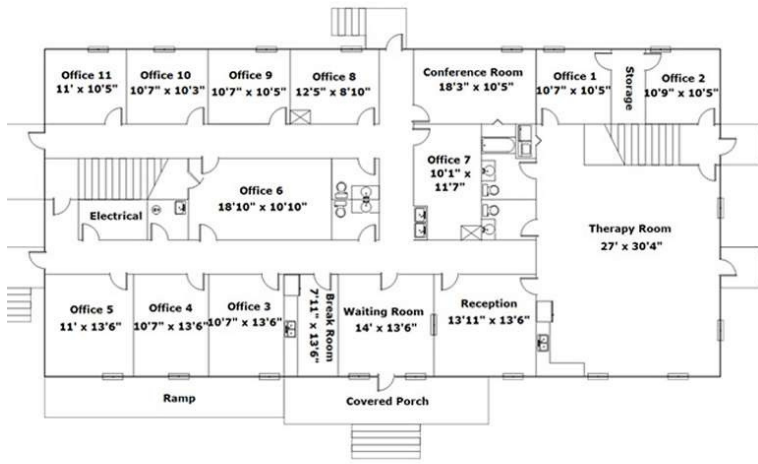 Office 11
11' x 10'5"
Office 10
10'7" x 10'3"
Office 9
10'7" x 10'5"
Office 8
12'5" x 8'10"
Conference Room
18'3" x 10'5"
Office 1
10'7" x 10'5"
Storage
Office 2
10'9" x 10'5"
Office 7
10'1" x
11'7"
Office 6
18'10" x 10'10"
Electrical
Therapy Room
27' x 30'4"
Office 5
11' x 13'6"
Office 4
10'7" x 13'6"
Office 3
10'7" x 13'6"
Break Room
7'11" x 13'6"
Waiting Room
14' x 13'6"
Reception
13'11" x 13'6"
Ramp
Covered Porch